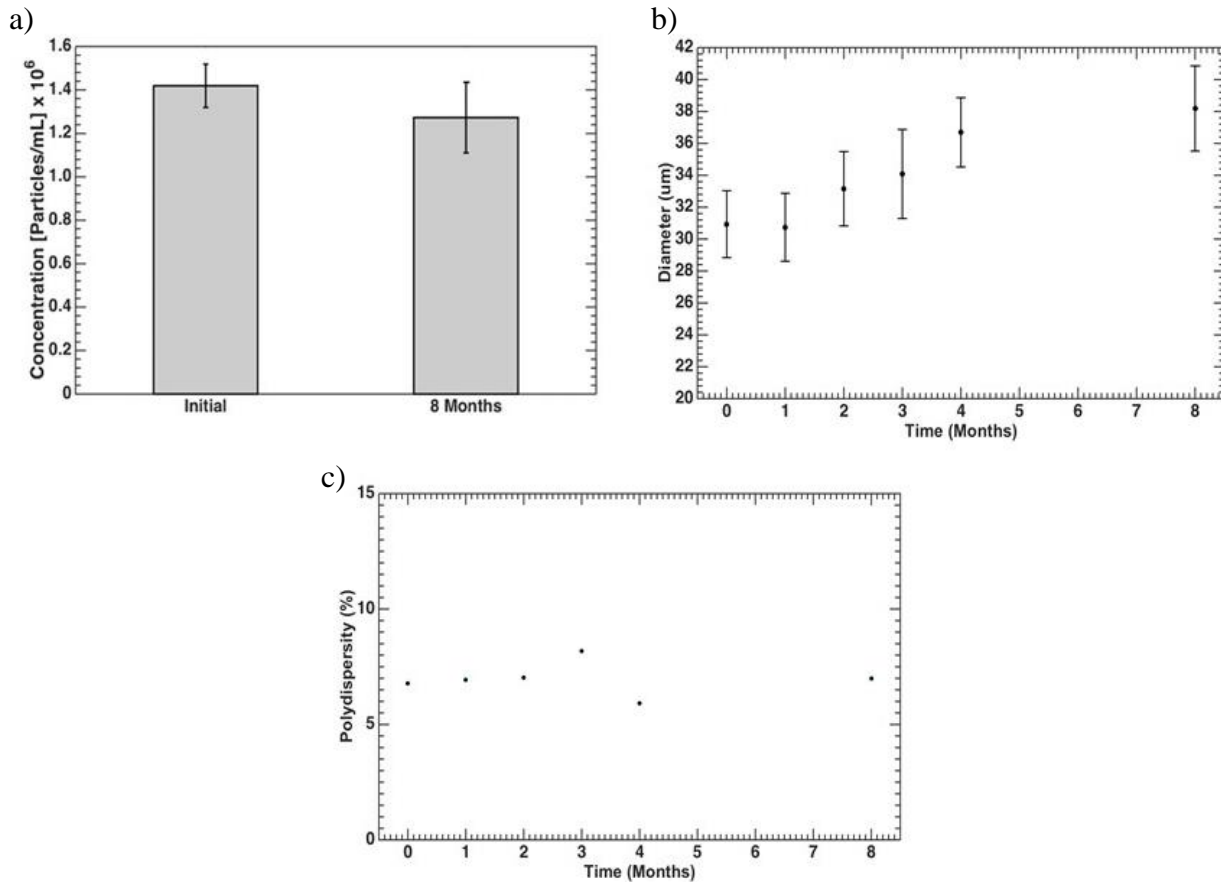 a)
Concentration [Particles/mL] x 10⁶
1.6
1.4
1.2
1.0
0.8
0.6
0.4
0.2
0
Initial 8 Months
b)
Diameter (um)
42
40
38
36
34
32
30
28
26
24
22
20
0 1 2 3 4 5 6 7 8
Time (Months)
c)
Polydispersity (%)
15
10
5
0
0 1 2 3 4 5 6 7 8
Time (Months)